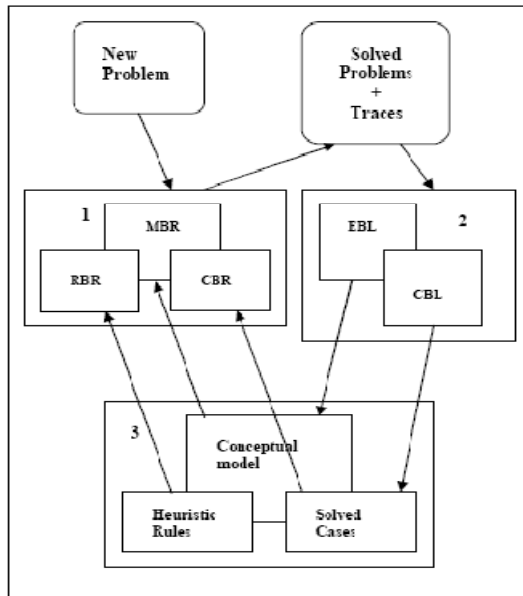 New
Problem
Solved
Problems
+
Traces
1
MBR
RBR
CBR
2
EBL
CBL
3
Conceptual
model
Heuristic
Rules
Solved
Cases